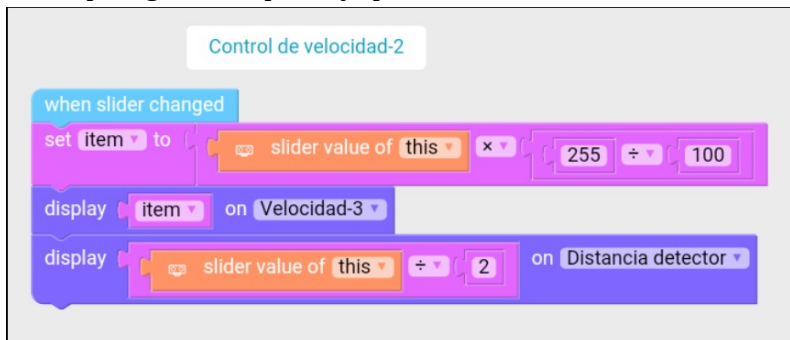 Control de velocidad-2
when slider changed
set item to slider value of this × 255 ÷ 100
display item on Velocidad-3
display slider value of this ÷ 2 on Distancia detector